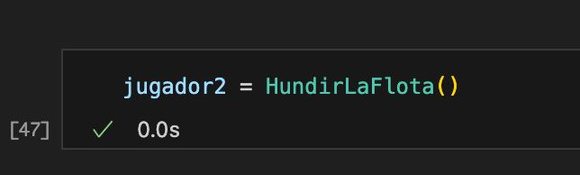 jugador2 = HundirLaFlota()
[47]
✓ 0.0s